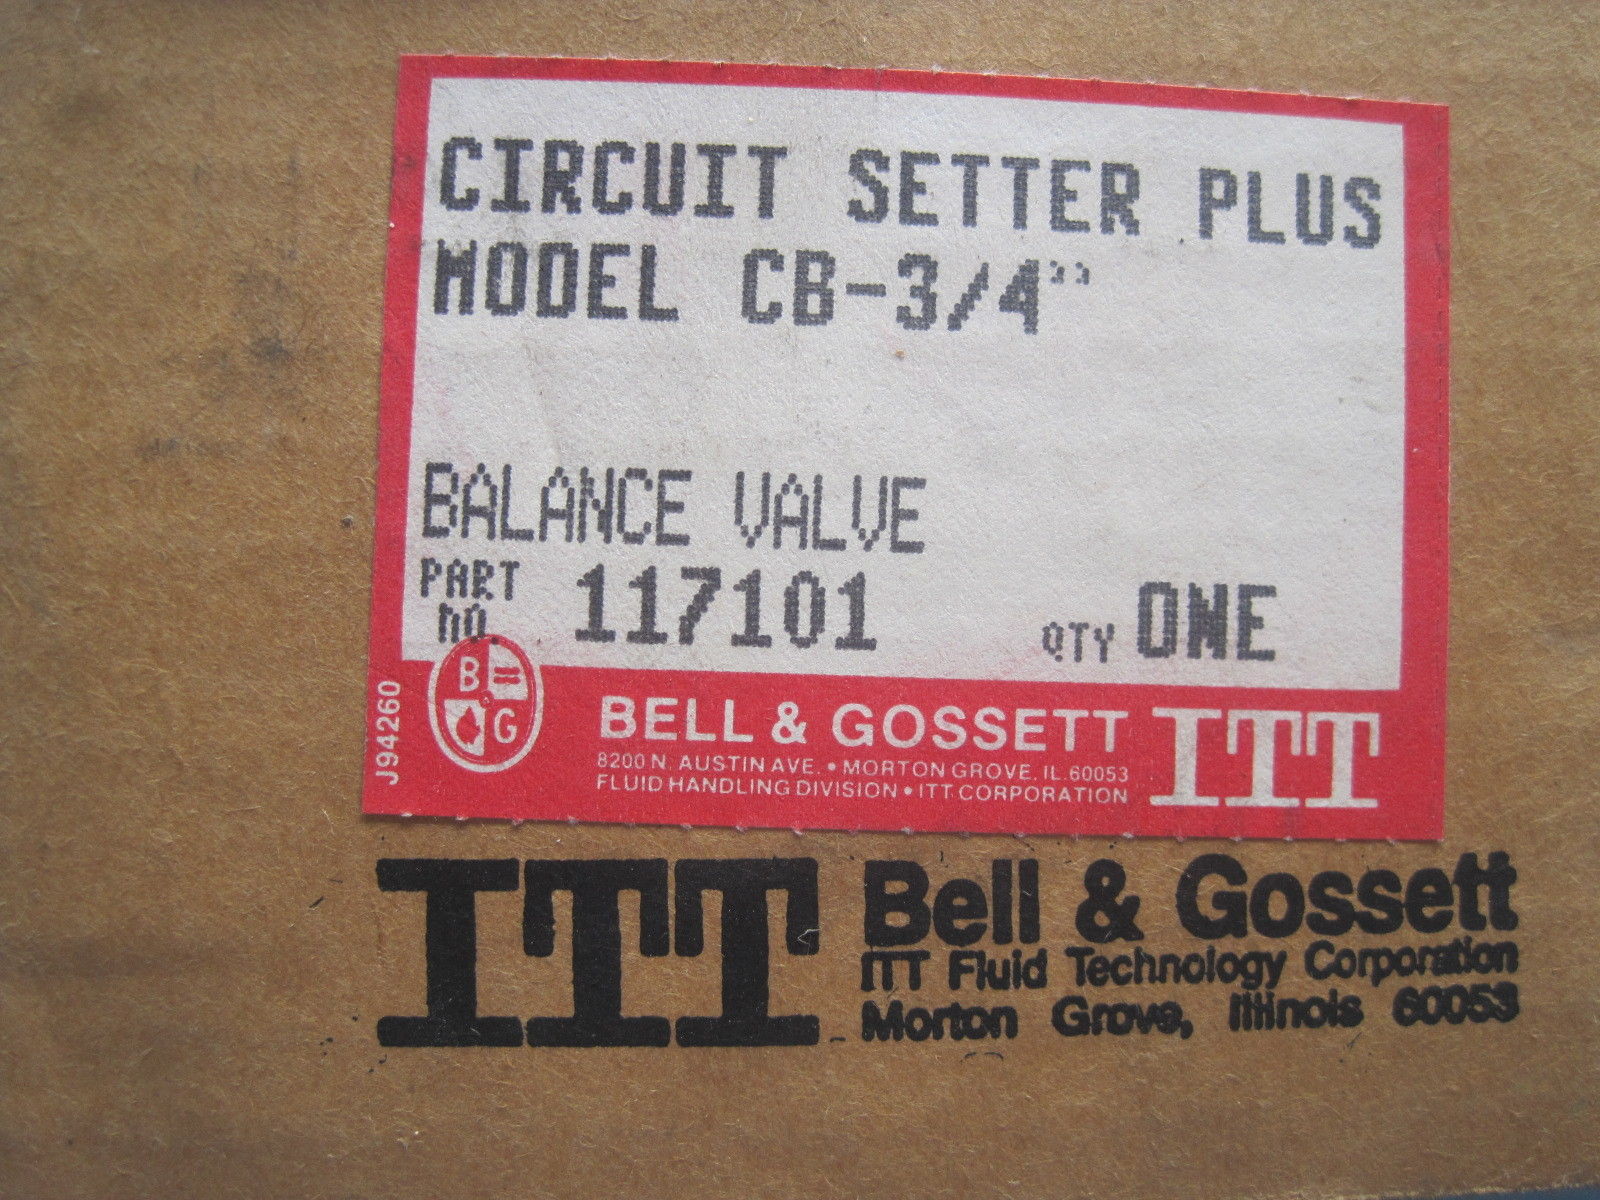 CIRCUIT SETTER PLUS
MODEL CB-3/4"
BALANCE VALVE
PART NO. 117101 QTY ONE
J94260
B G
BELL & GOSSETT ITT
8200 N. AUSTIN AVE. • MORTON GROVE, IL. 60053
FLUID HANDLING DIVISION • ITT CORPORATION
ITT Bell & Gossett
ITT Fluid Technology Corporation
Morton Grove, Illinois 60053